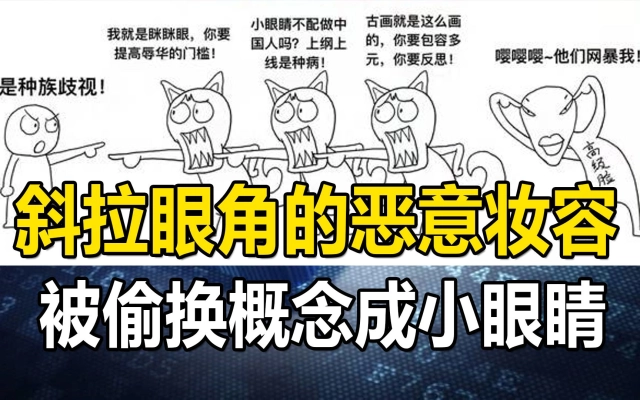 是种族歧视！
我就是眯眯眼，你要
提高辱华的门槛！
小眼睛不配做中
国人吗？上纲上
线是种病！
古画就是这么画
的，你要包容多
元，你要反思！
嘤嘤嘤~他们网暴我！
高级脸
斜拉眼角的恶意妆容
被偷换概念成小眼睛